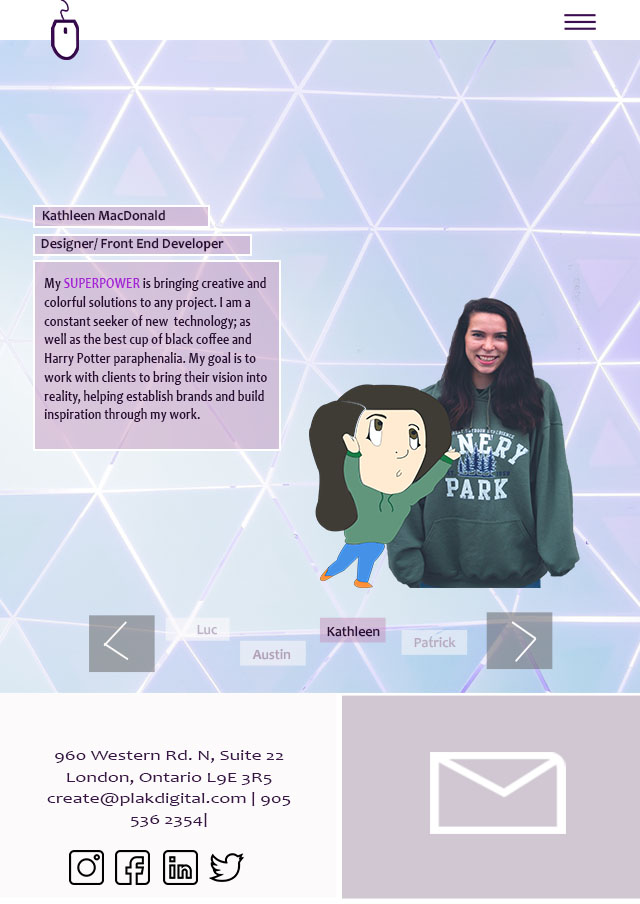 Kathleen MacDonald
Designer/ Front End Developer
My SUPERPOWER is bringing creative and
colorful solutions to any project. I am a
constant seeker of new  technology; as
well as the best cup of black coffee and
Harry Potter paraphenalia. My goal is to
work with clients to bring their vision into
reality, helping establish brands and build
inspiration through my work.
PARK
Luc
Austin
Kathleen
Patrick
960 Western Rd. N, Suite 22
London, Ontario L9E 3R5
create@plakdigital.com | 905
536 2354|